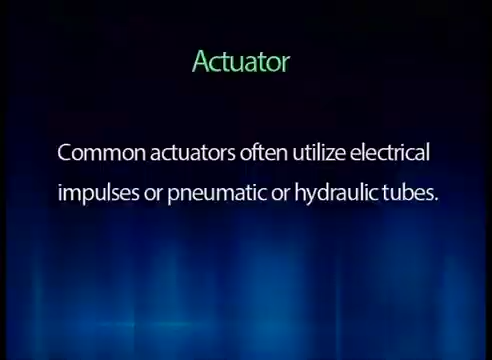 Actuator
Common actuators often utilize electrical
impulses or pneumatic or hydraulic tubes.